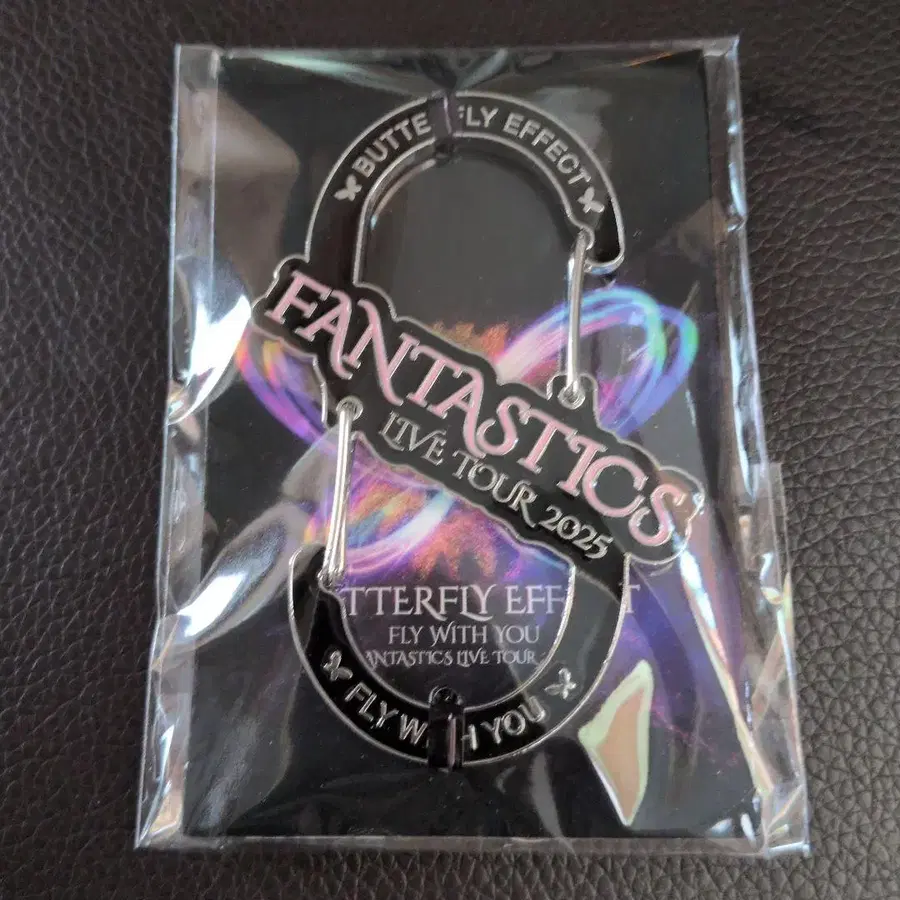 BUTTE FLY EFFECT
FANTASTICS
LIVE TOUR 2025
TTERFLY EFF T
FLY WITH YOU
ANTASTICS LIVE TOUR
FLY W H YOU